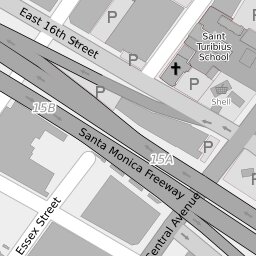 P
East 16th Street
P
Saint
Turibius
School
P
Shell
P
15B
15A
P
Santa Monica Freeway
Essex Street
Central Avenue